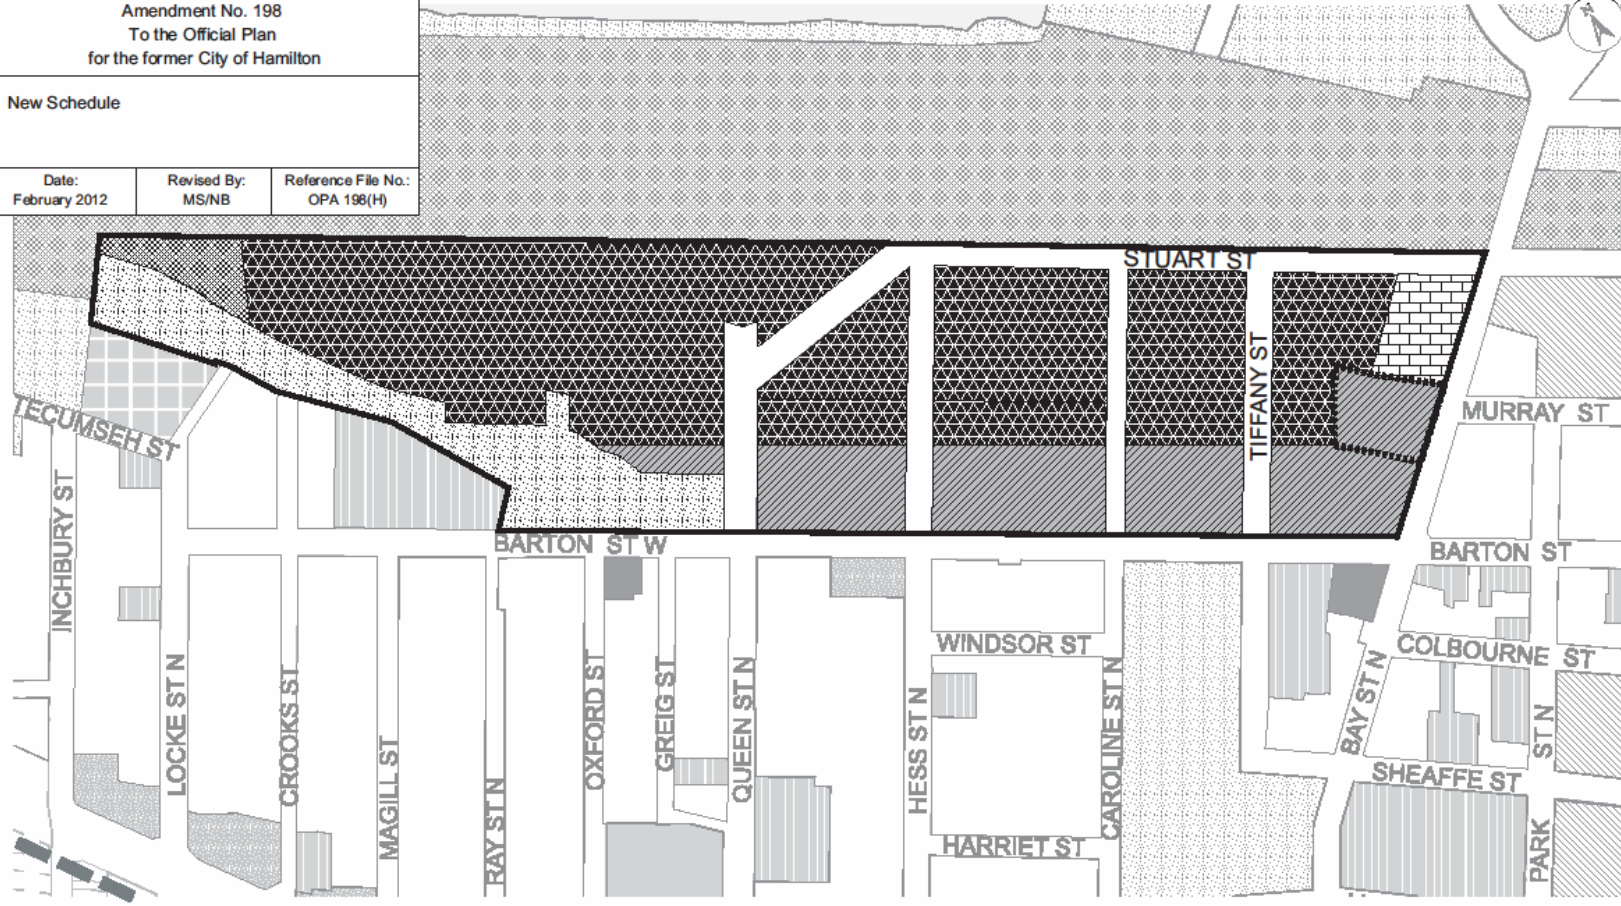 Amendment No. 198
To the Official Plan
for the former City of Hamilton
New Schedule
Date:
February 2012
Revised By:
MS/NB
Reference File No.:
OPA 198(H)
N
STUART ST
TIFFANY ST
MURRAY ST
TECUMSEH ST
INCHBURY ST
BARTON ST W
BARTON ST
WINDSOR ST
COLBOURNE ST
LOCKE ST N
CROOKS ST
MAGILL ST
RAY ST N
OXFORD ST
GREIG ST
QUEEN ST N
HESS ST N
CAROLINE ST N
BAY ST N
SHEAFFE ST
HARRIET ST
PARK ST N